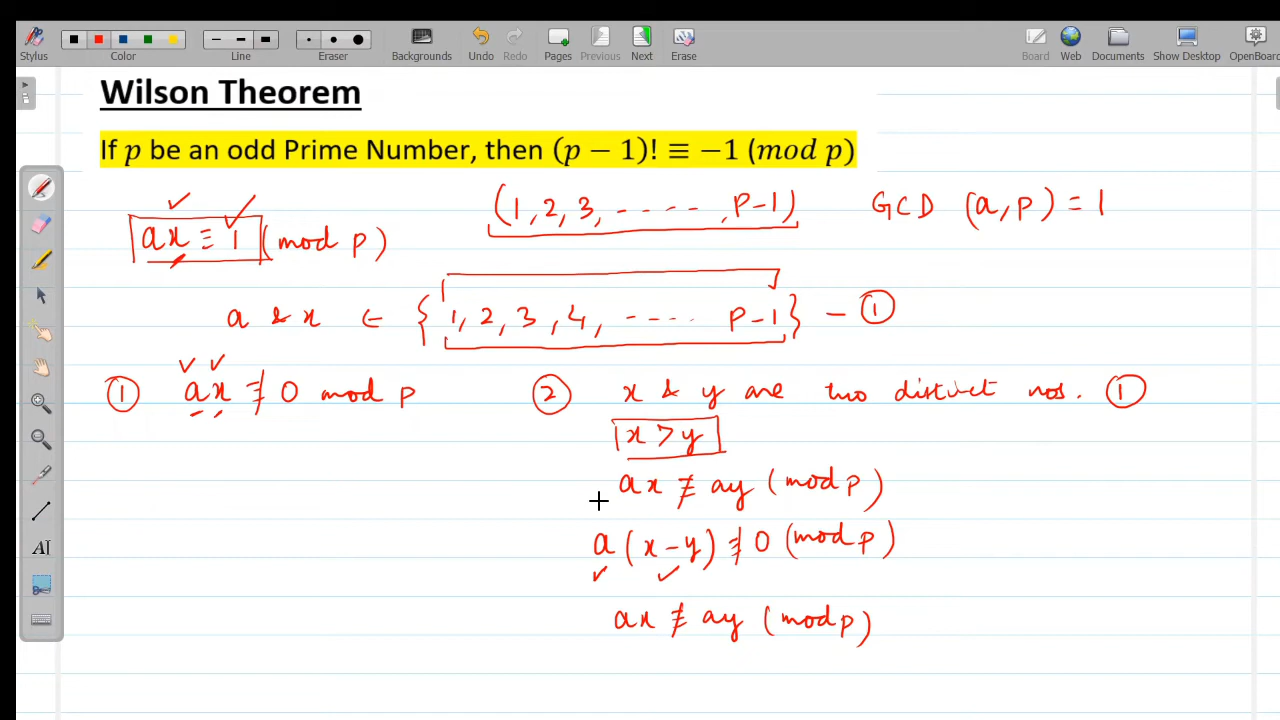 Stylus Color Line Eraser Backgrounds Undo Redo Pages Previous Next Erase Board Web Documents Show Desktop OpenBoar
Wilson Theorem
If p be an odd Prime Number, then (p − 1)! ≡ −1 (mod p)
(1, 2, 3, ----- , P-1) GCD (a, p) = 1
ax ≡ 1 (mod p)
a & x ∈ { 1, 2, 3, 4, ----- P-1 } - ①
① ax ≢ 0 mod p
② x & y are two distinct nos. ①
x > y
ax ≢ ay (mod p)
a (x-y) ≢ 0 (mod p)
ax ≢ ay (mod p)